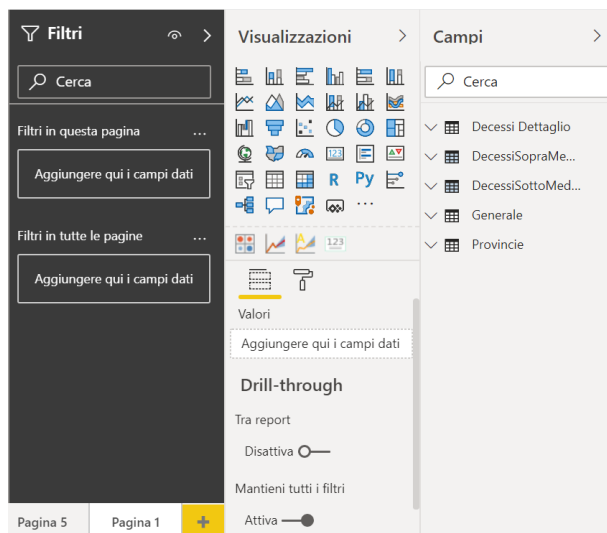 Filtri
Cerca
Filtri in questa pagina ...
Aggiungere qui i campi dati
Filtri in tutte le pagine ...
Aggiungere qui i campi dati
Pagina 5
Pagina 1
+
Visualizzazioni
123
R
Py
...
123
Valori
Aggiungere qui i campi dati
Drill-through
Tra report
Disattiva
Mantieni tutti i filtri
Attiva
Campi
Cerca
Decessi Dettaglio
DecessiSopraMe...
DecessiSottoMed...
Generale
Provincie